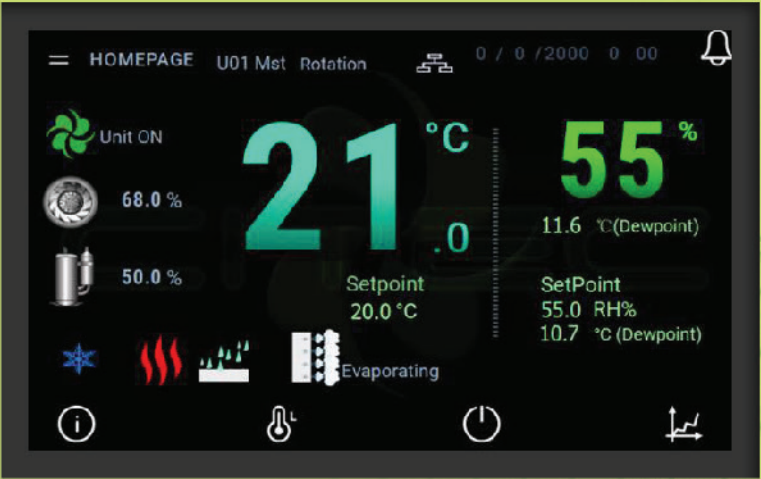 HOMEPAGE U01 Mst Rotation 0 / 0 /2000 0 00
Unit ON
21.0 °C
55 %
68.0 %
11.6 °C(Dewpoint)
50.0 %
Setpoint
20.0 °C
SetPoint
55.0 RH%
10.7 °C (Dewpoint)
Evaporating
i
L